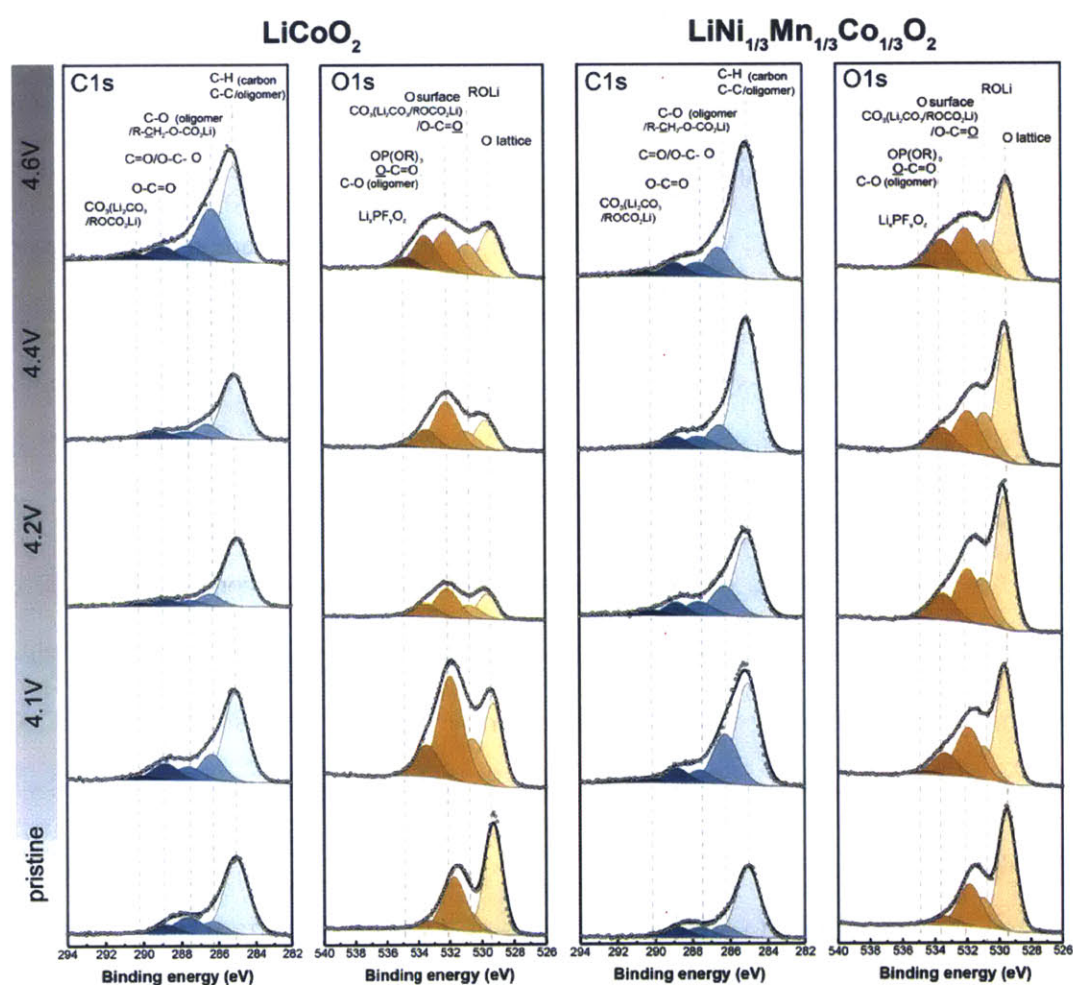 LiCoO₂
LiNi₁/₃Mn₁/₃Co₁/₃O₂
4.6V
4.4V
4.2V
4.1V
pristine
C1s
C-H (carbon
C-C/oligomer)
C-O (oligomer
/R-CH₂-O-CO₂Li)
C=O/O-C- O
O-C=O
CO₃(Li₂CO₃
/ROCO₂Li)
294 292 290 288 286 284 282
Binding energy (eV)
O1s
O surface
ROLi
CO₃(Li₂CO₃/ROCO₂Li)
/O-C=O
O lattice
OP(OR)₃
O-C=O
C-O (oligomer)
540 538 536 534 532 530 528 526
Binding energy (eV)
C1s
C-H (carbon
C-C/oligomer)
C-O (oligomer
/R-CH₂-O-CO₂Li)
C=O/O-C- O
O-C=O
CO₃(Li₂CO₃
/ROCO₂Li)
294 292 290 288 286 284 282
Binding energy (eV)
O1s
ROLi
O surface
CO₃(Li₂CO₃/ROCO₂Li)
/O-C=O
O lattice
OP(OR)₃
O-C=O
C-O (oligomer)
540 538 536 534 532 530 528 526
Binding energy (eV)